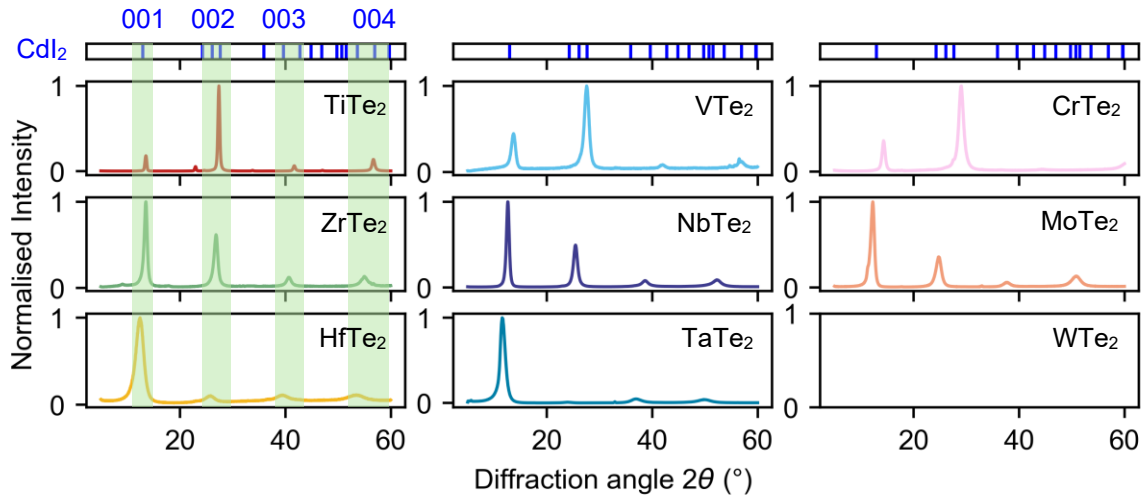 001 002 003 004
CdI₂
1 TiTe₂ 1 VTe₂ 1 CrTe₂
0 0 0
Normalised Intensity
1 ZrTe₂ 1 NbTe₂ 1 MoTe₂
0 0 0
1 HfTe₂ 1 TaTe₂ 1 WTe₂
0 0 0
20 40 60 20 40 60 20 40 60
Diffraction angle 2θ (°)